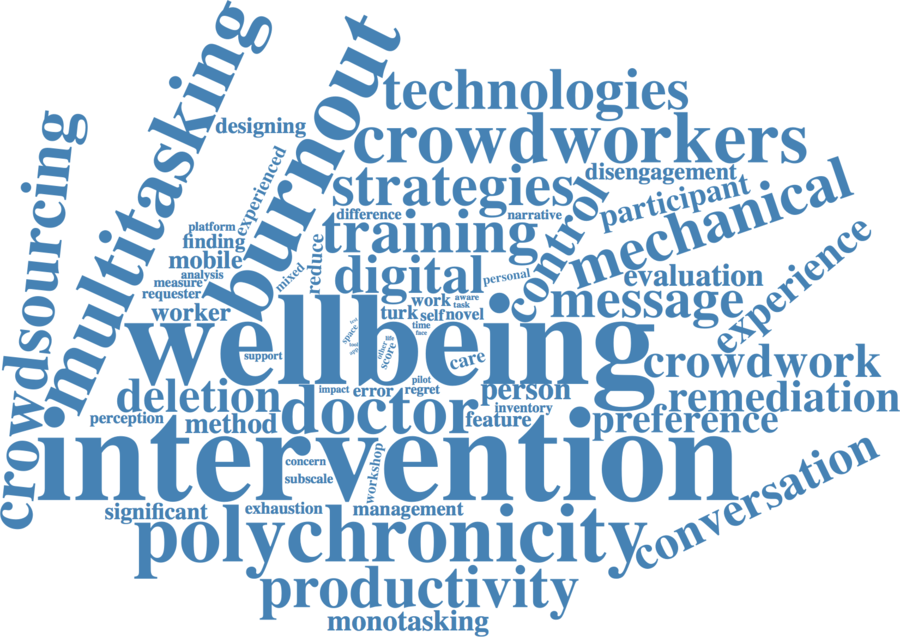 multitasking
burnout
technologies
crowdsourcing
designing
crowdworkers
experienced
strategies
disengagement
participant
mechanical
control
difference
narrative
platform
finding
training
mobile
reduce
mixed
digital
personal
analysis
measure
requester
evaluation
experience
message
worker
work
aware
task
turk
self
novel
time
face
space
food
wellbeing
support
other
life
score
care
crowdwork
pilot
impact
error
regret
person
remediation
deletion
doctor
inventory
perception
method
feature
preference
intervention
concern
subscale
workshop
conversation
significant
exhaustion
management
polychronicity
productivity
monotasking